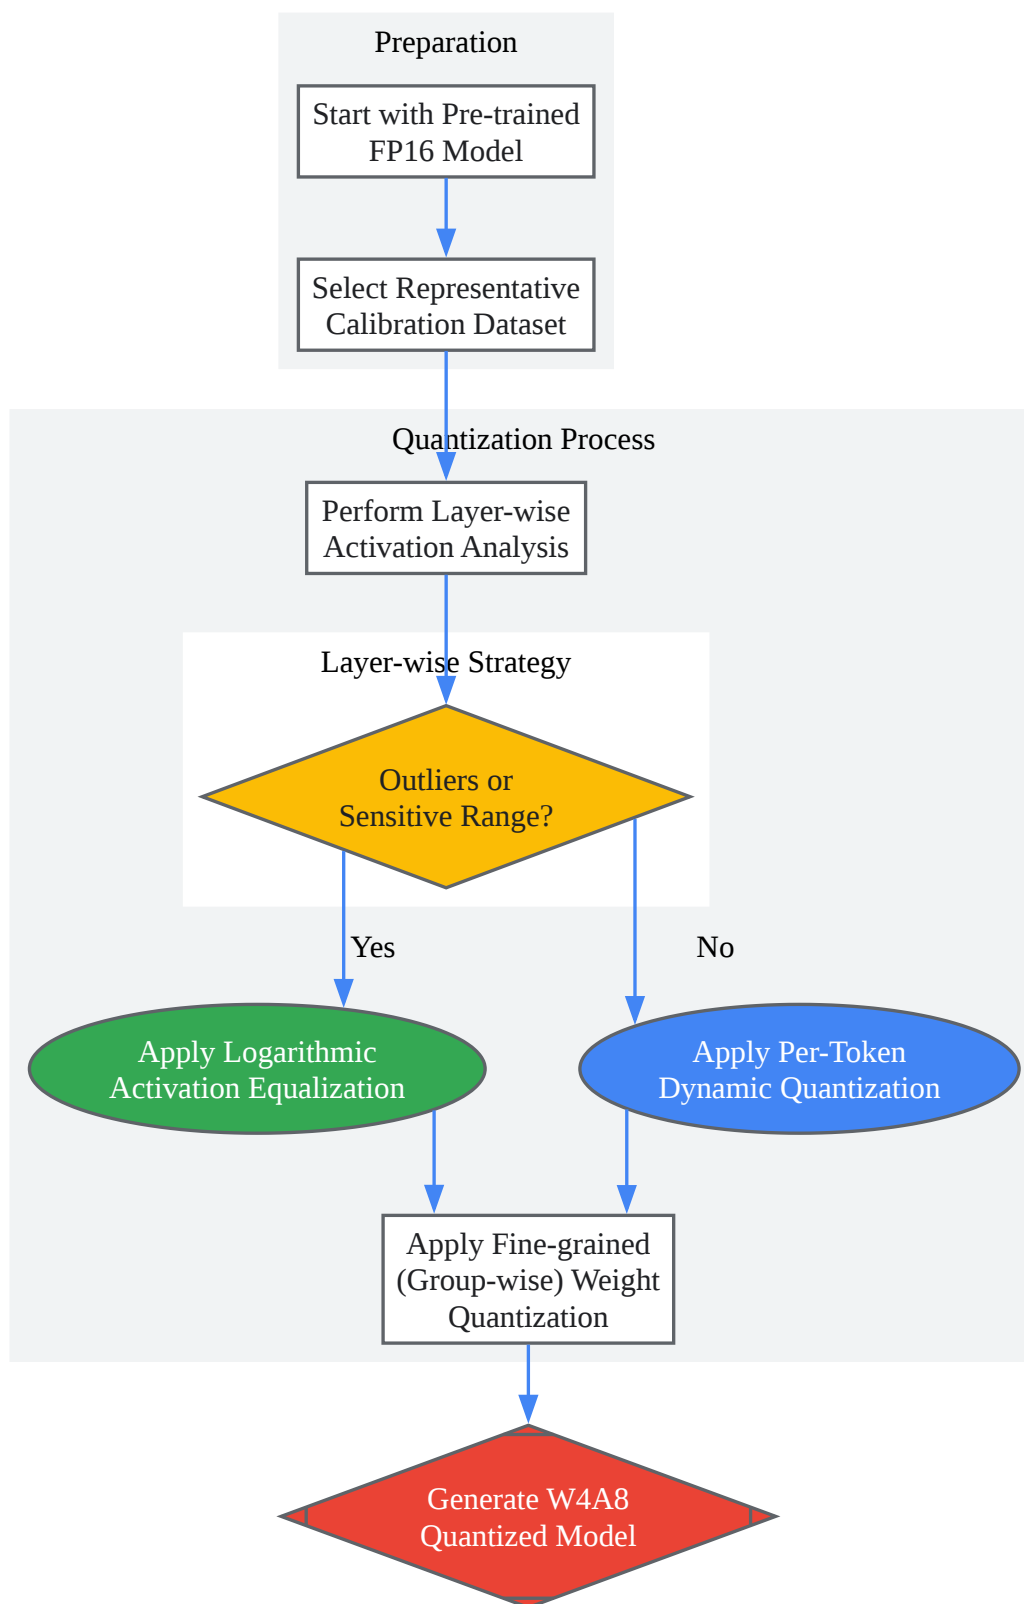 Preparation
Start with Pre-trained
FP16 Model
Select Representative
Calibration Dataset
Quantization Process
Perform Layer-wise
Activation Analysis
Layer-wise Strategy
Outliers or
Sensitive Range?
Yes
No
Apply Logarithmic
Activation Equalization
Apply Per-Token
Dynamic Quantization
Apply Fine-grained
(Group-wise) Weight
Quantization
Generate W4A8
Quantized Model